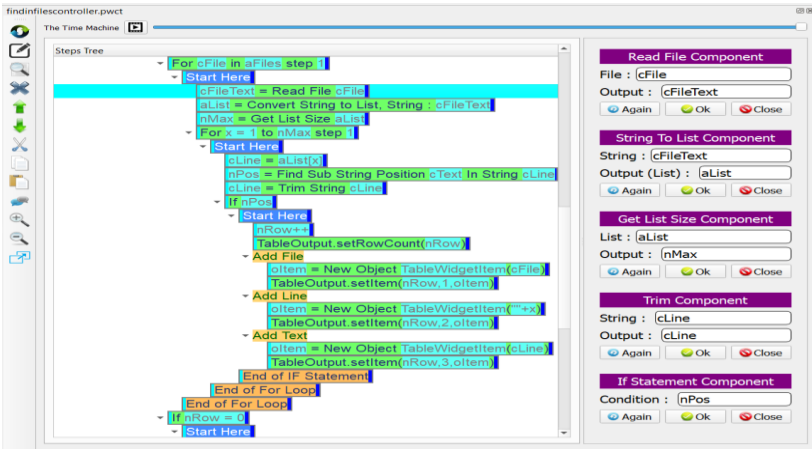 findinfilescontroller.pwct
The Time Machine
Steps Tree
For cFile in aFiles step 1
Start Here
cFileText = Read File cFile
aList = Convert String to List, String : cFileText
nMax = Get List Size aList
For x = 1 to nMax step 1
Start Here
cLine = aList[x]
nPos = Find Sub String Position cText In String cLine
cLine = Trim String cLine
If nPos
Start Here
nRow++
TableOutput.setRowCount(nRow)
Add File
oItem = New Object TableWidgetItem(cFile)
TableOutput.setItem(nRow,1,oItem)
Add Line
oItem = New Object TableWidgetItem(""+x)
TableOutput.setItem(nRow,2,oItem)
Add Text
oItem = New Object TableWidgetItem(cLine)
TableOutput.setItem(nRow,3,oItem)
End of IF Statement
End of For Loop
End of For Loop
If nRow = 0
Start Here
Read File Component
File : cFile
Output : cFileText
Again Ok Close
String To List Component
String : cFileText
Output (List) : aList
Again Ok Close
Get List Size Component
List : aList
Output : nMax
Again Ok Close
Trim Component
String : cLine
Output : cLine
Again Ok Close
If Statement Component
Condition : nPos
Again Ok Close